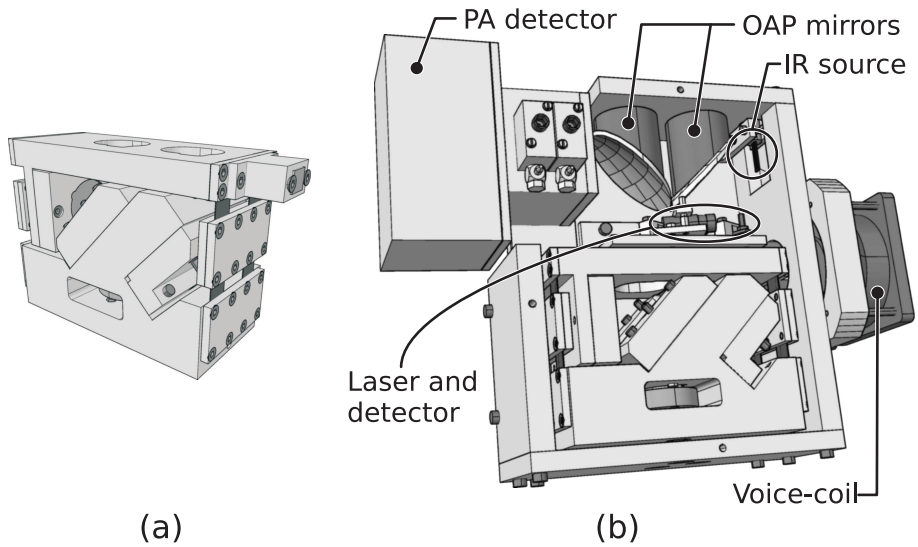 PA detector
OAP mirrors
IR source
Laser and
detector
Voice-coil
(a)
(b)